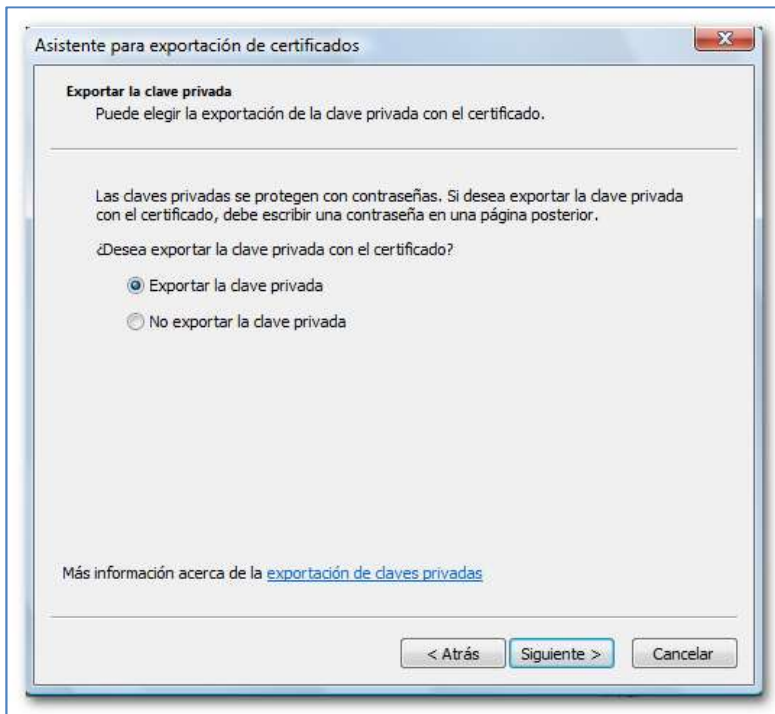 Asistente para exportación de certificados
Exportar la clave privada
Puede elegir la exportación de la clave privada con el certificado.
Las claves privadas se protegen con contraseñas. Si desea exportar la clave privada
con el certificado, debe escribir una contraseña en una página posterior.
¿Desea exportar la clave privada con el certificado?
Exportar la clave privada
No exportar la clave privada
Más información acerca de la exportación de claves privadas
< Atrás Siguiente > Cancelar